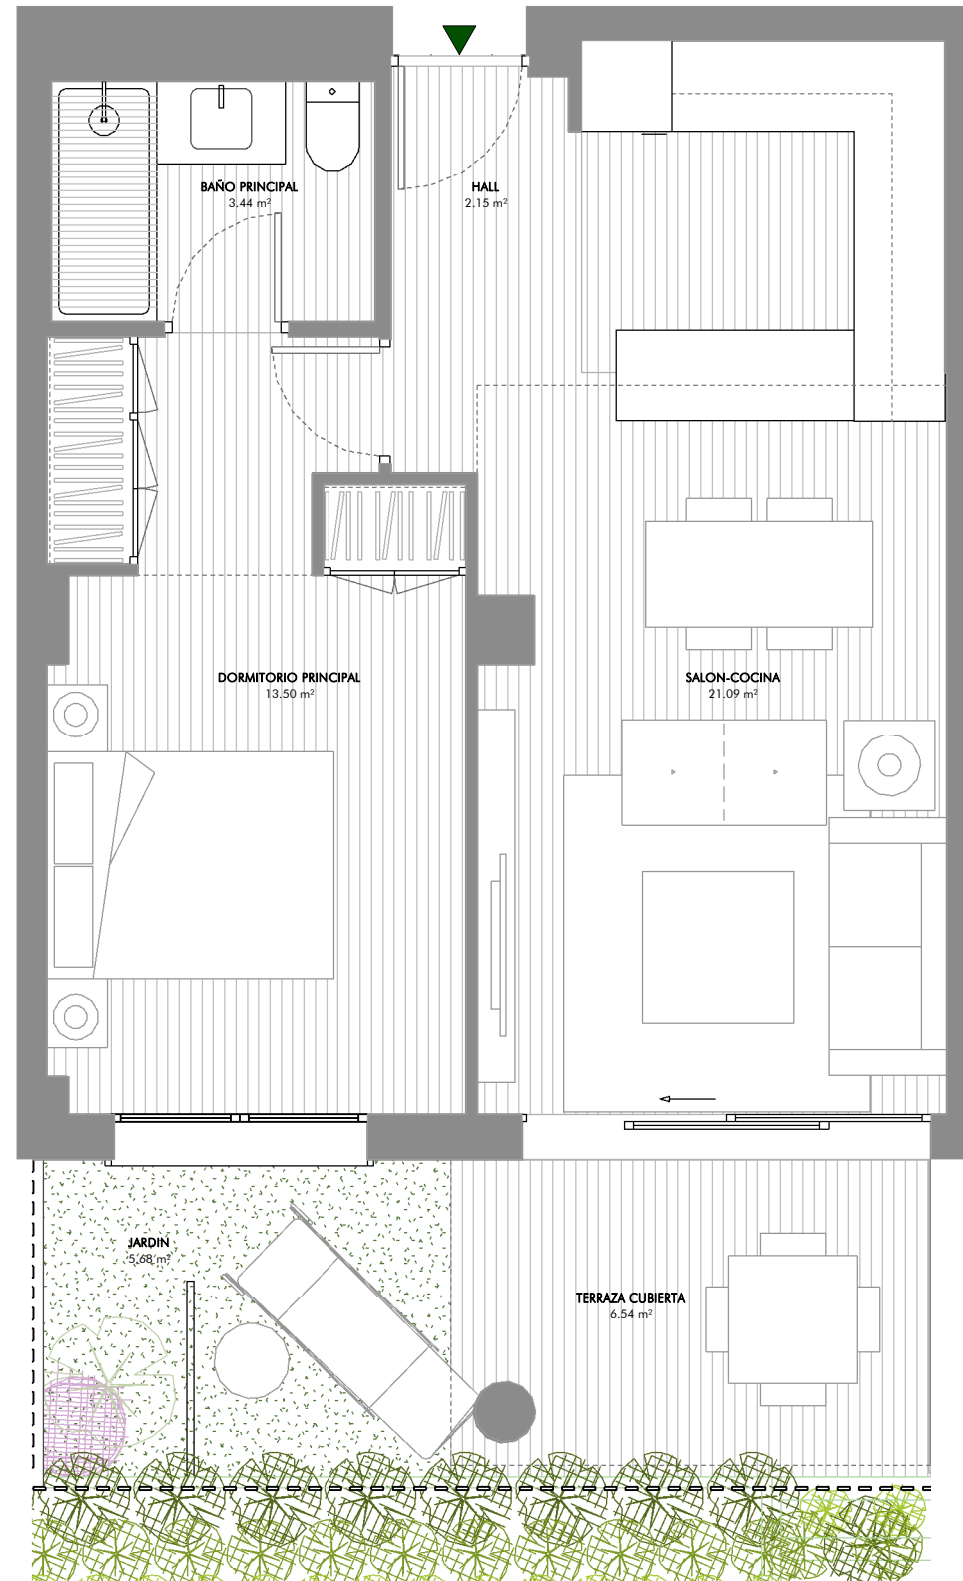 BAÑO PRINCIPAL
3.44 m²
HALL
2.15 m²
DORMITORIO PRINCIPAL
13.50 m²
SALON-COCINA
21.09 m²
JARDIN
5.68 m²
TERRAZA CUBIERTA
6.54 m²